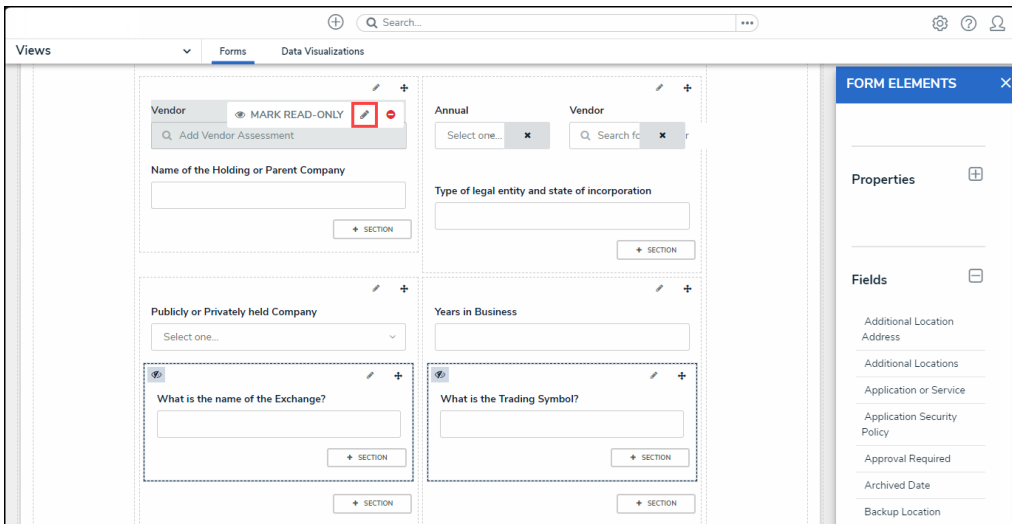 Search...
Views
Forms
Data Visualizations
Vendor
MARK READ-ONLY
Add Vendor Assessment
Name of the Holding or Parent Company
+ SECTION
Annual
Vendor
Select one...
Search fo
r
Type of legal entity and state of incorporation
+ SECTION
Publicly or Privately held Company
Select one...
Years in Business
What is the name of the Exchange?
+ SECTION
What is the Trading Symbol?
+ SECTION
+ SECTION
+ SECTION
FORM ELEMENTS
Properties
Fields
Additional Location
Address
Additional Locations
Application or Service
Application Security
Policy
Approval Required
Archived Date
Backup Location